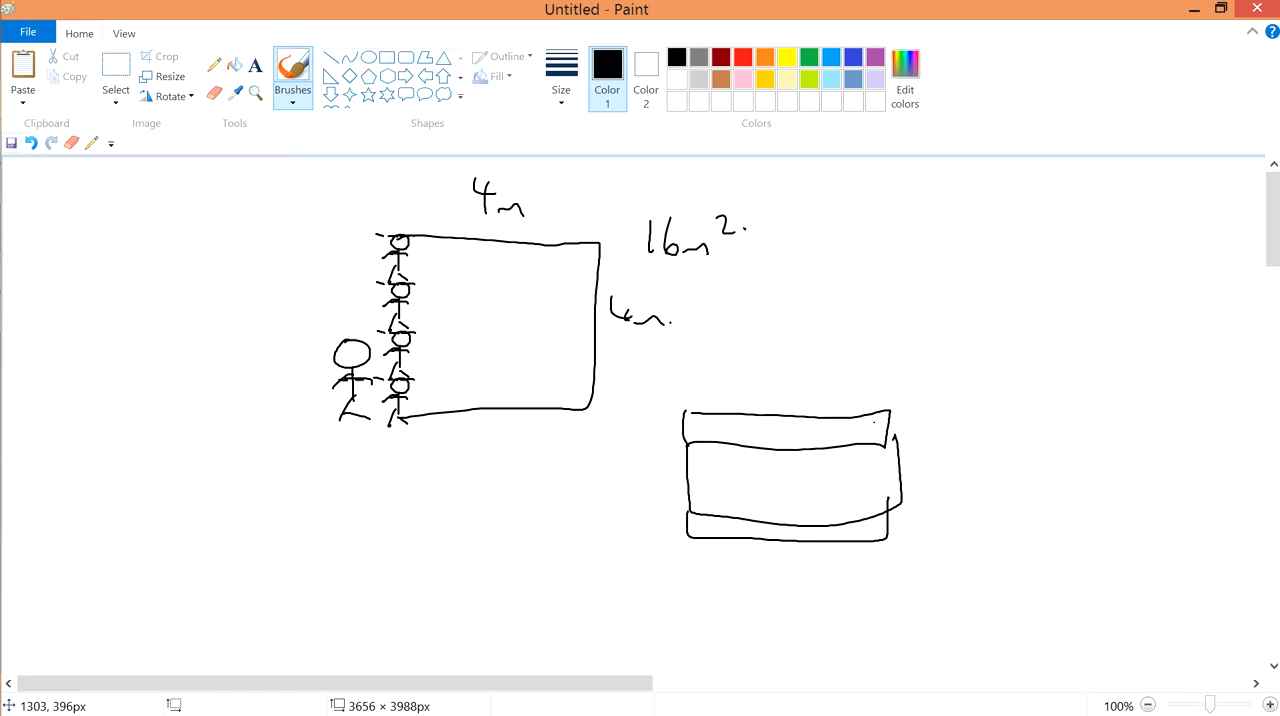 Untitled - Paint
File Home View
Paste
Cut
Copy
Clipboard
Select
Crop
Resize
Rotate
Image
Tools
Brushes
Shapes
Outline
Fill
Size
Color 1
Color 2
Edit colors
Colors
4m
16m².
4m.
1303, 396px
3656 × 3988px
100%